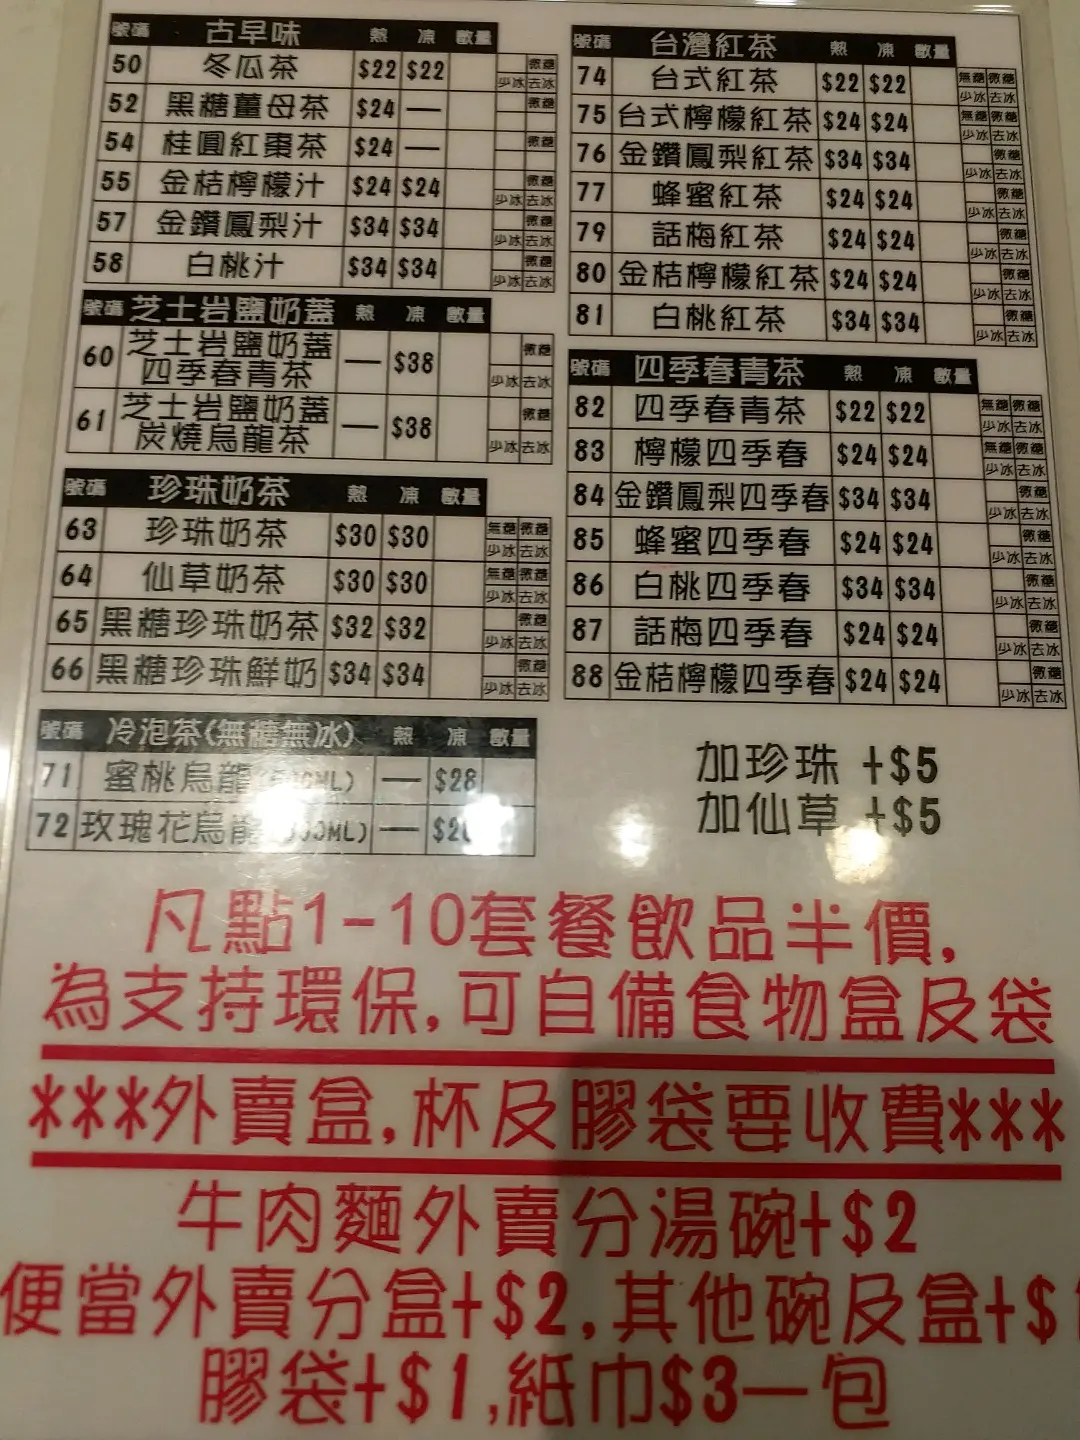 號碼 古早味 熱 凍 數量
50 冬瓜茶 $22 $22 微糖 少冰 去冰
52 黑糖薑母茶 $24 — 微糖
54 桂圓紅棗茶 $24 — 微糖
55 金桔檸檬汁 $24 $24 微糖 少冰 去冰
57 金鑽鳳梨汁 $34 $34 微糖 少冰 去冰
58 白桃汁 $34 $34 微糖 少冰 去冰
號碼 芝士岩鹽奶蓋 熱 凍 數量
60 芝士岩鹽奶蓋 四季春青茶 — $38 微糖 少冰 去冰
61 芝士岩鹽奶蓋 炭燒烏龍茶 — $38 微糖 少冰 去冰
號碼 珍珠奶茶 熱 凍 數量
63 珍珠奶茶 $30 $30 無糖 微糖 少冰 去冰
64 仙草奶茶 $30 $30 無糖 微糖 少冰 去冰
65 黑糖珍珠奶茶 $32 $32 微糖 少冰 去冰
66 黑糖珍珠鮮奶 $34 $34 微糖 少冰 去冰
號碼 冷泡茶(無糖無冰) 熱 凍 數量
71 蜜桃烏龍 ML) — $28
72 玫瑰花烏龍 ML) —
號碼 台灣紅茶 熱 凍 數量
74 台式紅茶 $22 $22 無糖 微糖 少冰 去冰
75 台式檸檬紅茶 $24 $24 無糖 微糖 少冰 去冰
76 金鑽鳳梨紅茶 $34 $34 微糖 少冰 去冰
77 蜂蜜紅茶 $24 $24 微糖 少冰 去冰
79 話梅紅茶 $24 $24 微糖 少冰 去冰
80 金桔檸檬紅茶 $24 $24 微糖 少冰 去冰
81 白桃紅茶 $34 $34 微糖 少冰 去冰
號碼 四季春青茶 熱 凍 數量
82 四季春青茶 $22 $22 無糖 微糖 少冰 去冰
83 檸檬四季春 $24 $24 無糖 微糖 少冰 去冰
84 金鑽鳳梨四季春 $34 $34 微糖 少冰 去冰
85 蜂蜜四季春 $24 $24 微糖 少冰 去冰
86 白桃四季春 $34 $34 微糖 少冰 去冰
87 話梅四季春 $24 $24 微糖 少冰 去冰
88 金桔檸檬四季春 $24 $24 微糖 少冰 去冰
加珍珠 +$5
加仙草 +$5
凡點1-10套餐飲品半價,
為支持環保,可自備食物盒及袋
***外賣盒,杯及膠袋要收費***
牛肉麵外賣分湯碗+$2
便當外賣分盒+$2,其他碗及盒+$
膠袋+$1,紙巾$3一包